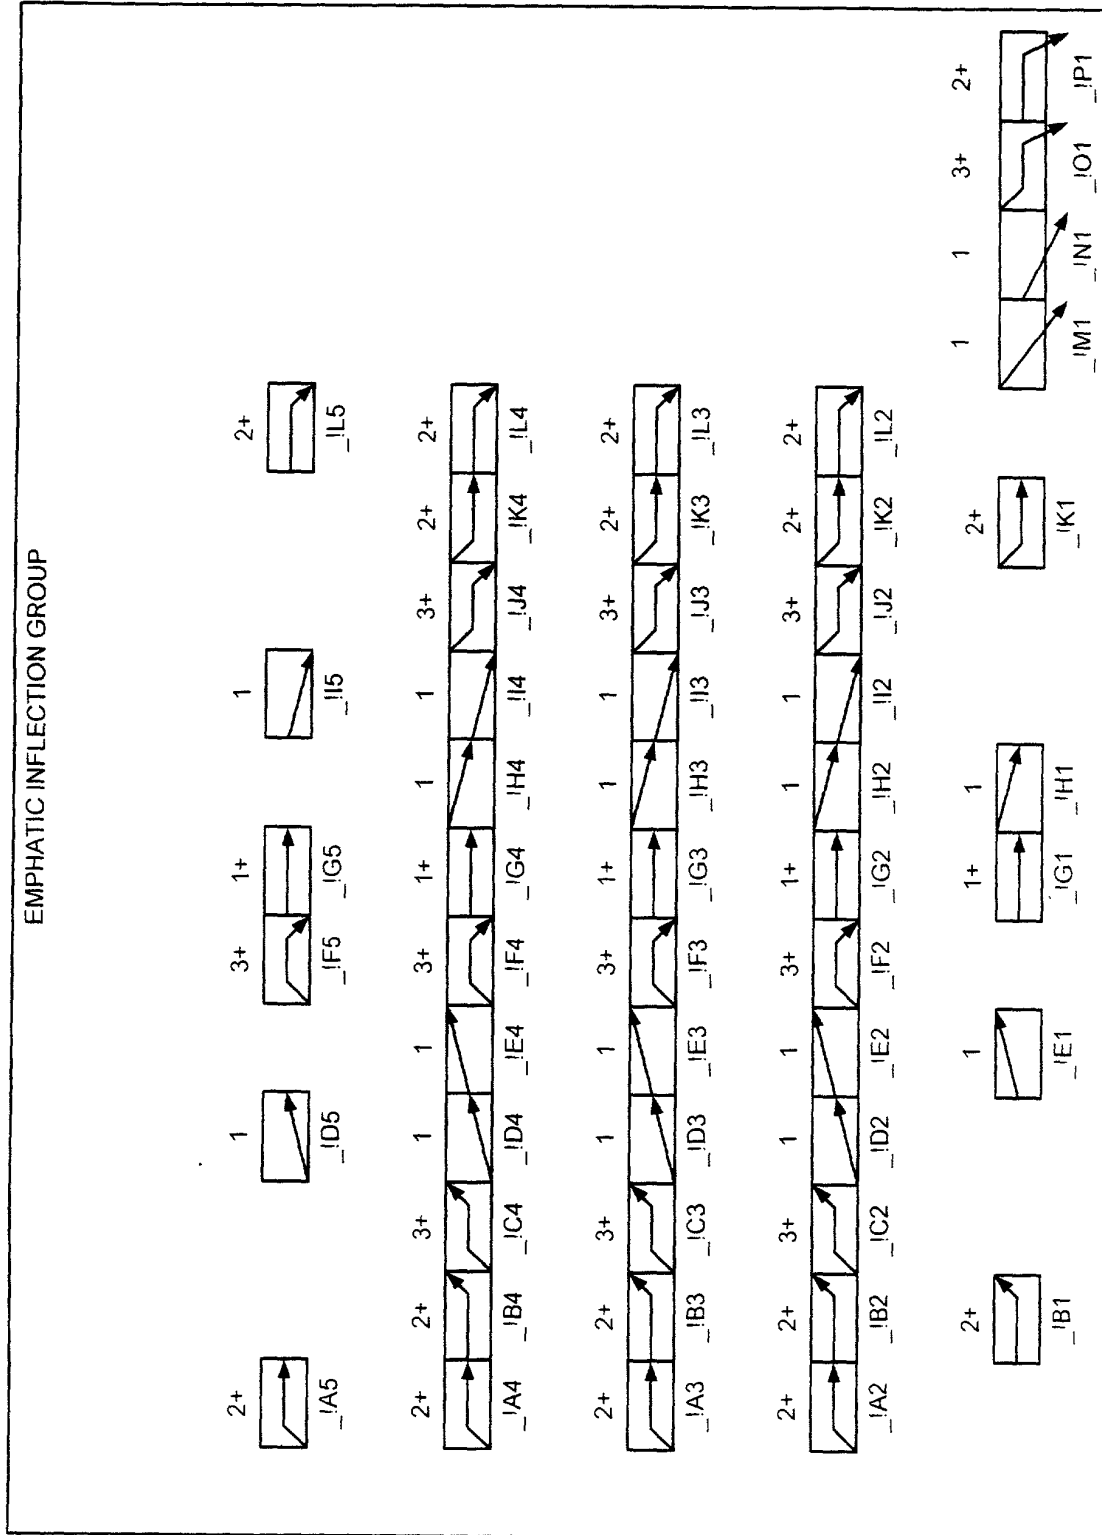 EMPHATIC INFLECTION GROUP
2+ 1 3+ 1+ 1 2+
_!A5 _!D5 _!F5 _!G5 _!I5 _!L5
2+ 2+ 3+ 1 1 3+ 1+ 1 1 3+ 2+ 2+
_!A4 _!B4 _!C4 _!D4 _!E4 _!F4 _!G4 _!H4 _!I4 _!J4 _!K4 _!L4
2+ 2+ 3+ 1 1 3+ 1+ 1 1 3+ 2+ 2+
_!A3 _!B3 _!C3 _!D3 _!E3 _!F3 _!G3 _!H3 _!I3 _!J3 _!K3 _!L3
2+ 2+ 3+ 1 1 3+ 1+ 1 1 3+ 2+ 2+
_!A2 _!B2 _!C2 _!D2 _!E2 _!F2 _!G2 _!H2 _!I2 _!J2 _!K2 _!L2
2+ 1 1+ 1 2+ 1 1 3+ 2+
_!B1 _!E1 _!G1 _!H1 _!K1 _!M1 _!N1 _!O1 _!P1